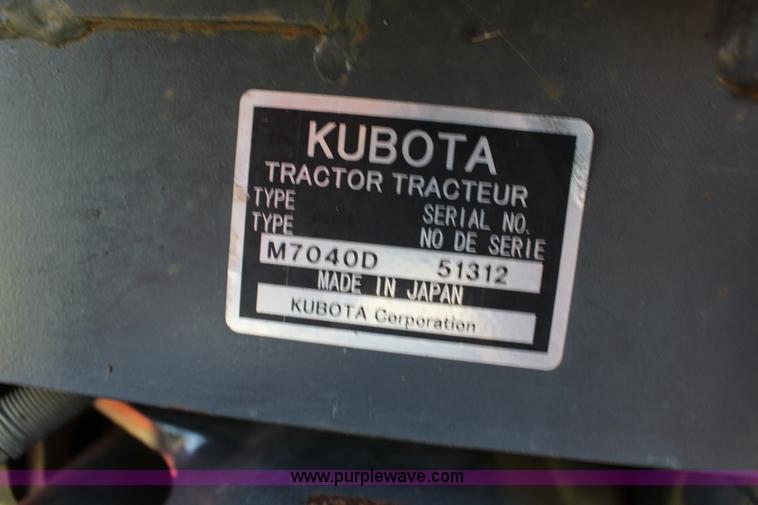 KUBOTA
TRACTOR TRACTEUR
TYPE SERIAL NO.
TYPE NO DE SERIE
M7040D 51312
MADE IN JAPAN
KUBOTA Corporation
www.purplewave.com